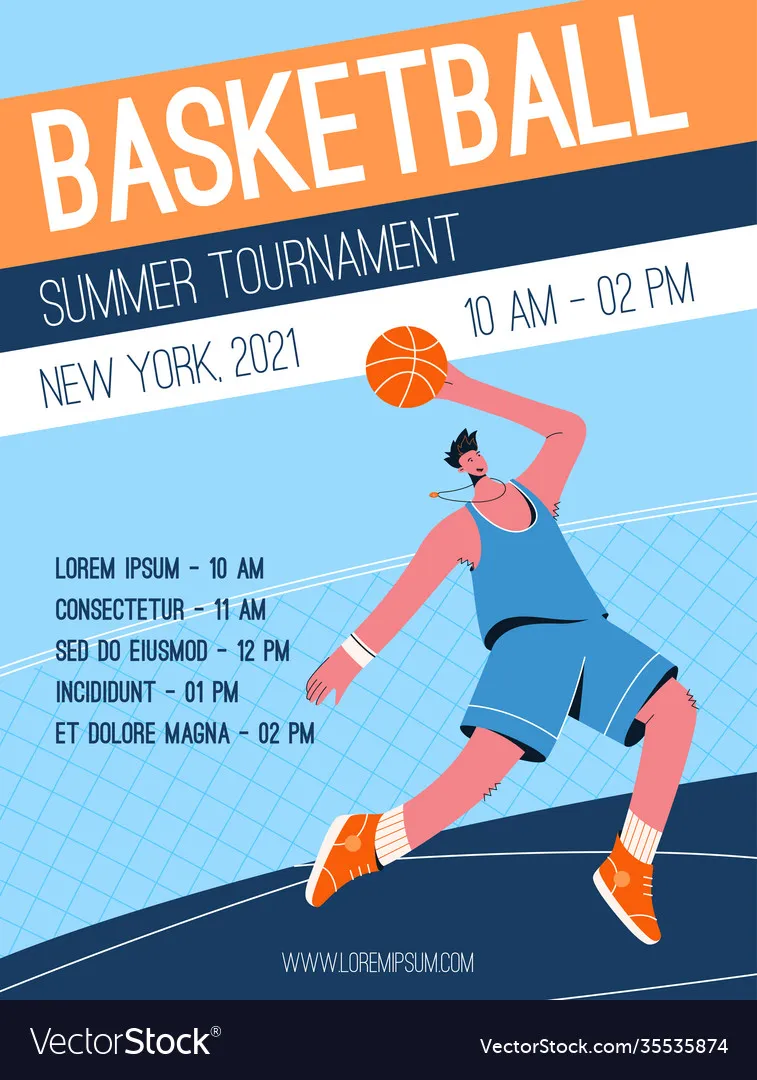 BASKETBALL
SUMMER TOURNAMENT
NEW YORK, 2021
10 AM - 02 PM
LOREM IPSUM - 10 AM
CONSECTETUR - 11 AM
SED DO EIUSMOD - 12 PM
INCIDIDUNT - 01 PM
ET DOLORE MAGNA - 02 PM
WWW.LOREMIPSUM.COM
VectorStock®
VectorStock.com/35535874